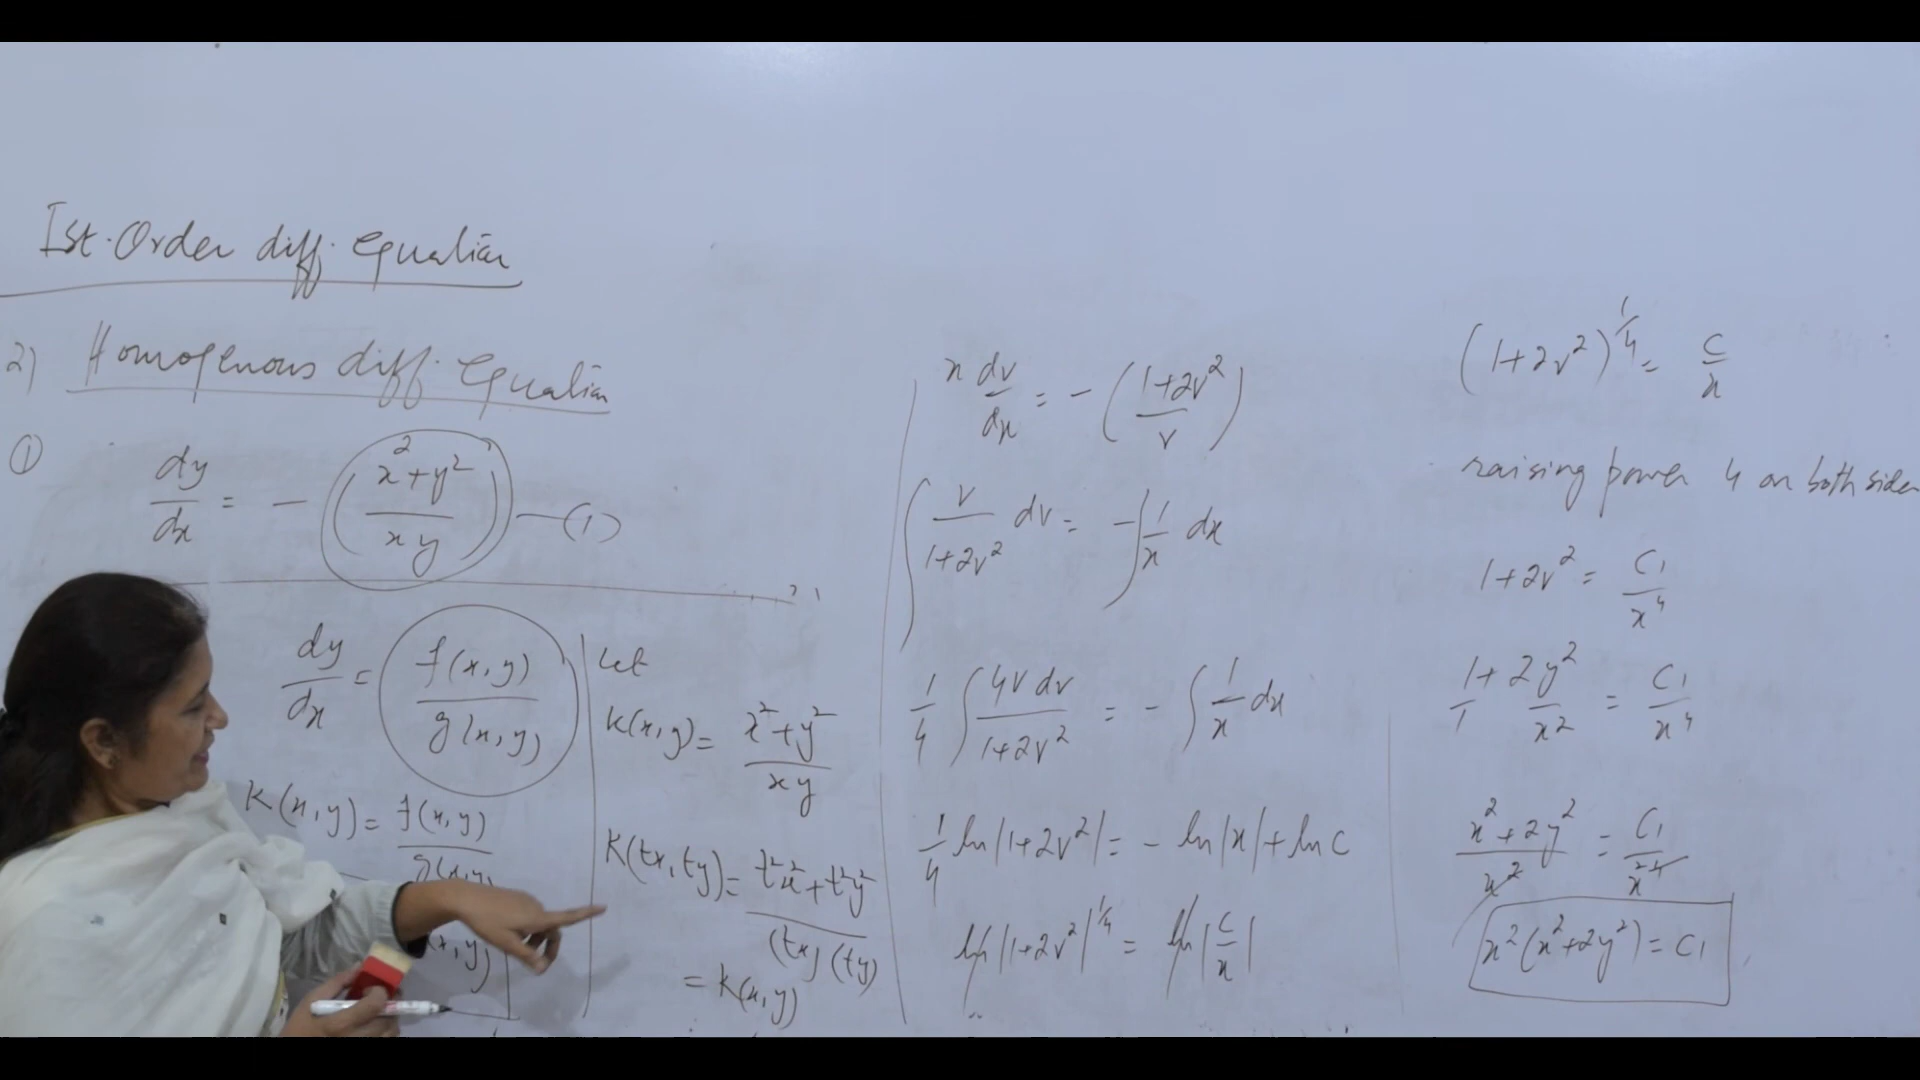 Ist. Order diff. equation
2) Homogenous diff. equation
① dy/dx = - ((x²+y²)/(xy)) — (1)
dy/dx = f(x,y)/g(x,y)
K(x,y) = f(x,y)/g(x,y)
(x,y)
Let
K(x,y) = (x²+y²)/(xy)
K(tx,ty) = (t²x²+t²y²)/((tx)(ty))
= K(x,y)
x dv/dx = - ((1+2v²)/v)
∫ v/(1+2v²) dv = - ∫ 1/x dx
1/4 ∫ 4v dv/(1+2v²) = - ∫ 1/x dx
1/4 ln|1+2v²| = - ln|x| + ln c
ln|1+2v²|^(1/4) = ln|c/x|
(1+2v²)^(1/4) = c/x
raising power 4 on both sides
1+2v² = c₁/x⁴
1/1 + 2y²/x² = c₁/x⁴
(x²+2y²)/x² = c₁/x⁴ ²
x²(x²+2y²) = c₁